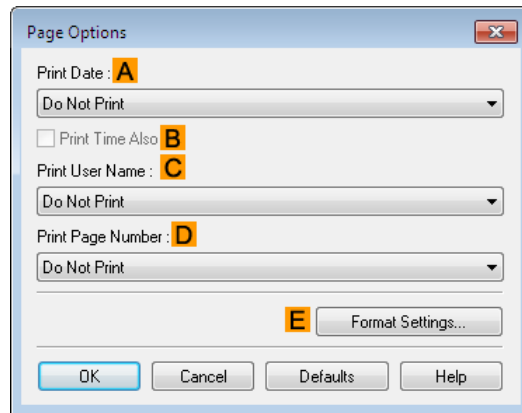 Page Options
Print Date : A
Do Not Print
Print Time Also B
Print User Name : C
Do Not Print
Print Page Number : D
Do Not Print
E Format Settings...
OK Cancel Defaults Help